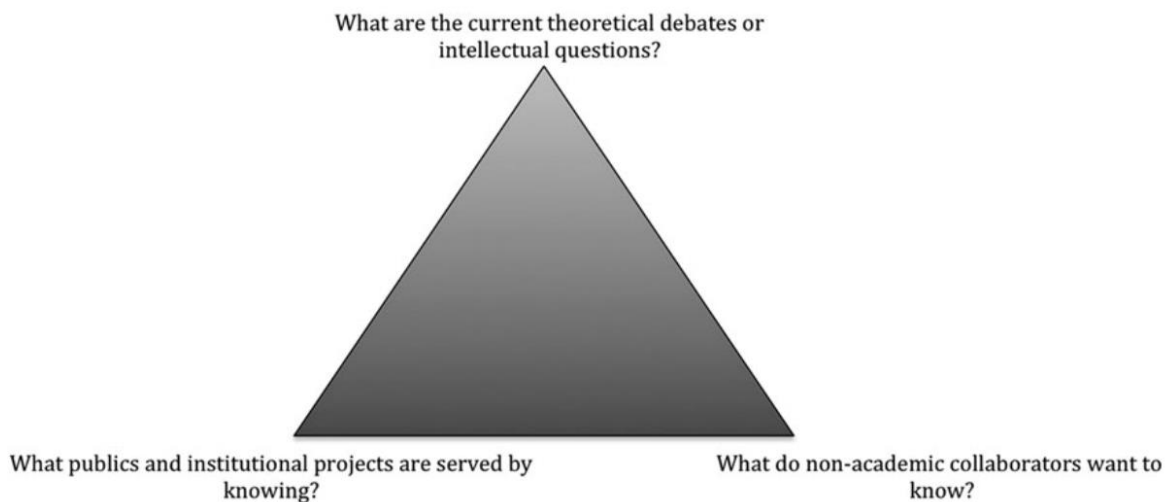 What are the current theoretical debates or
intellectual questions?
What publics and institutional projects are served by
knowing?
What do non-academic collaborators want to
know?